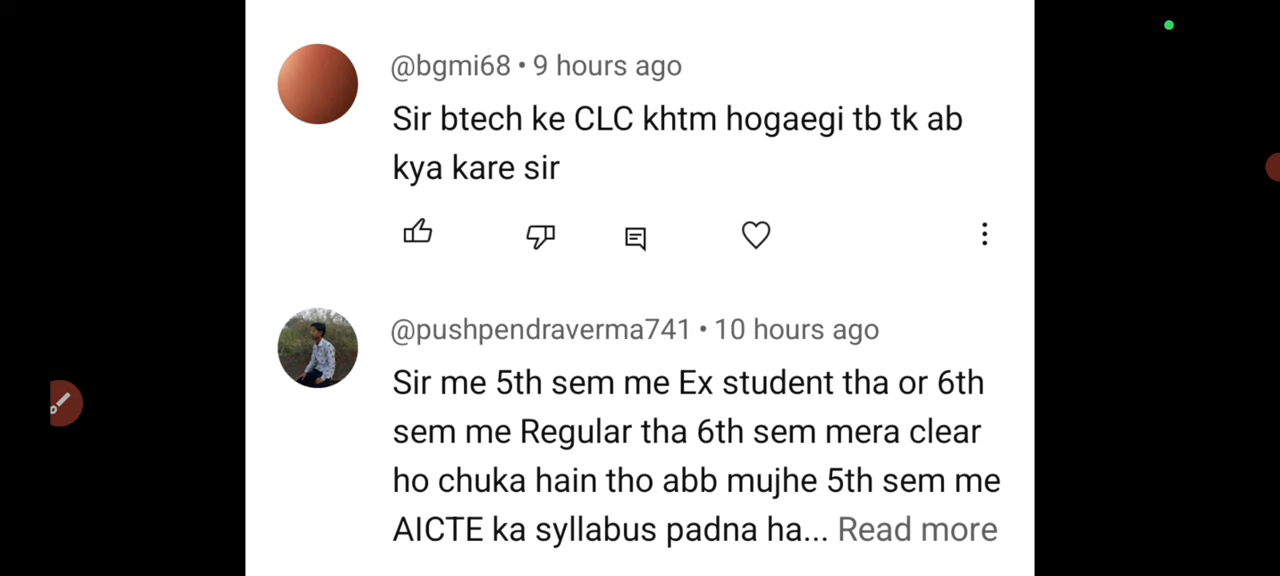 @bgmi68 • 9 hours ago
Sir btech ke CLC khtm hogaegi tb tk ab
kya kare sir
@pushpendraverma741 • 10 hours ago
Sir me 5th sem me Ex student tha or 6th
sem me Regular tha 6th sem mera clear
ho chuka hain tho abb mujhe 5th sem me
AICTE ka syllabus padna ha... Read more